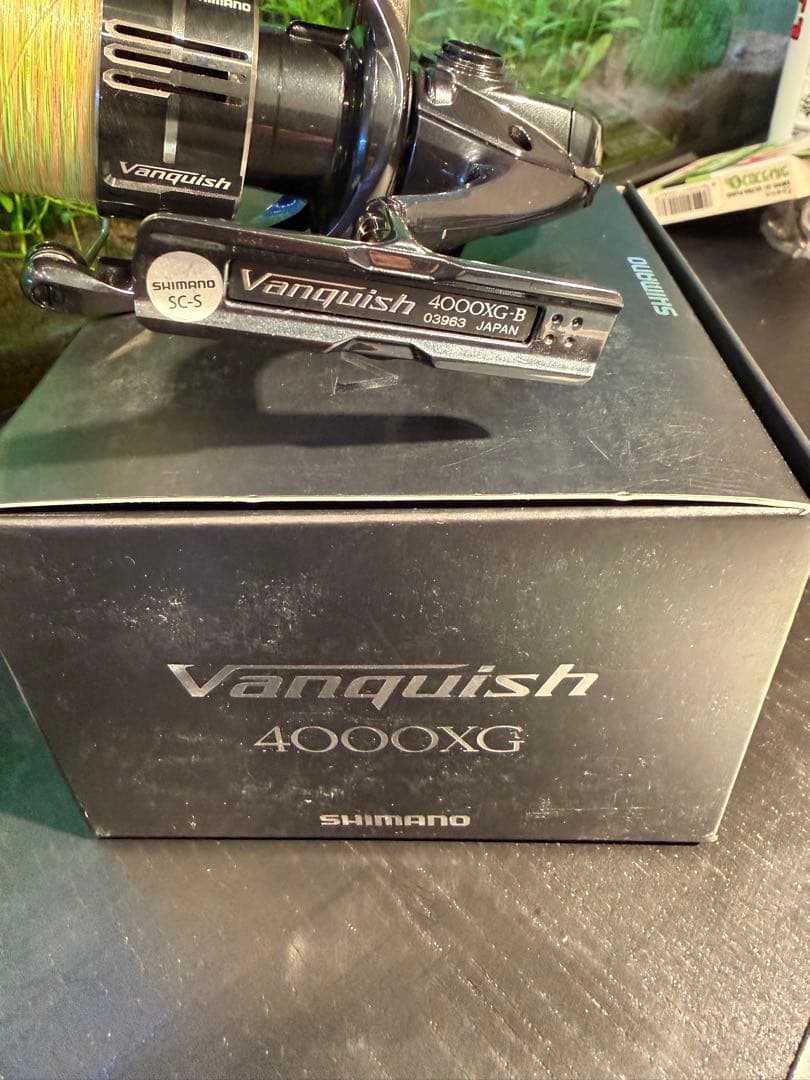 SHIMANO
Vanquish
SHIMANO
SC-S
Vanquish 4000XG-B
03963 JAPAN
SHIMANO
Vanquish
4000XG
SHIMANO